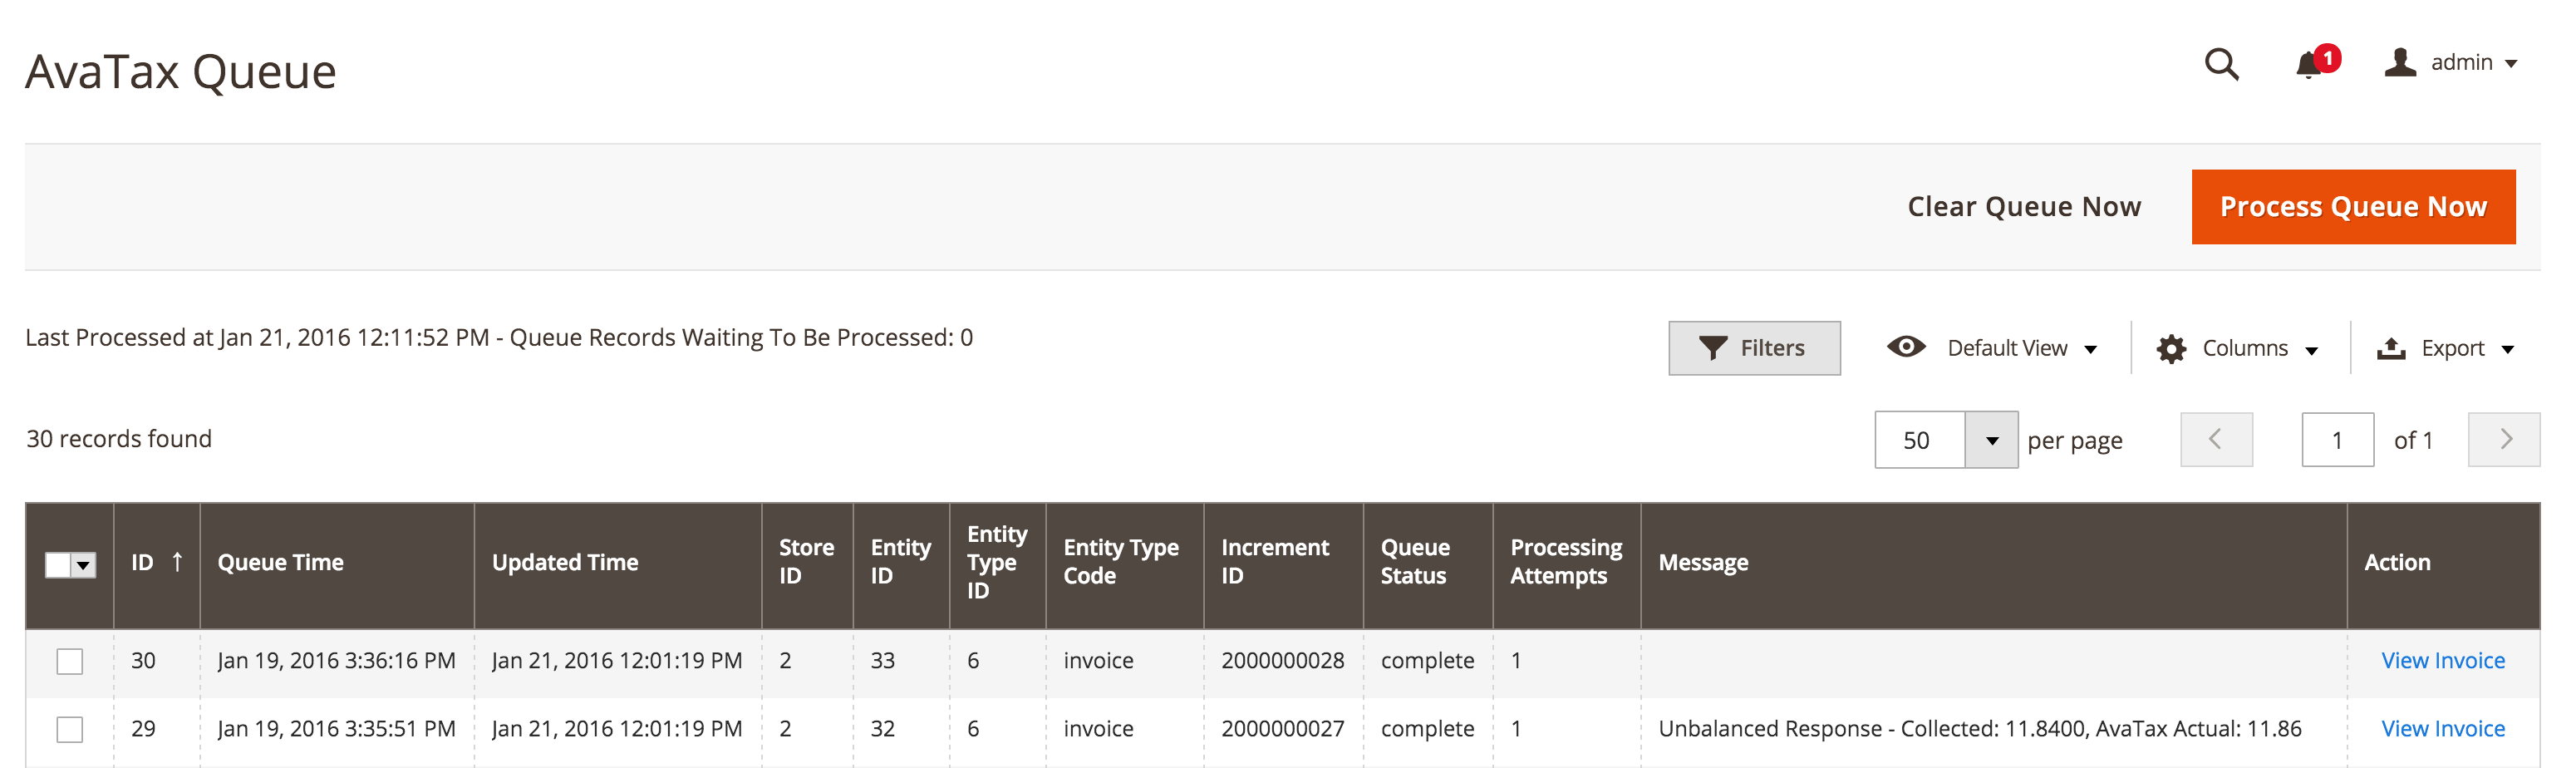 AvaTax Queue
1
admin
Clear Queue Now
Process Queue Now
Last Processed at Jan 21, 2016 12:11:52 PM - Queue Records Waiting To Be Processed: 0
Filters
Default View
Columns
Export
30 records found
50
per page
1
of 1
ID ↑
Queue Time
Updated Time
Store
ID
Entity
ID
Entity
Type
ID
Entity Type
Code
Increment
ID
Queue
Status
Processing
Attempts
Message
Action
30 Jan 19, 2016 3:36:16 PM Jan 21, 2016 12:01:19 PM 2 33 6 invoice 2000000028 complete 1 View Invoice
29 Jan 19, 2016 3:35:51 PM Jan 21, 2016 12:01:19 PM 2 32 6 invoice 2000000027 complete 1 Unbalanced Response - Collected: 11.8400, AvaTax Actual: 11.86 View Invoice